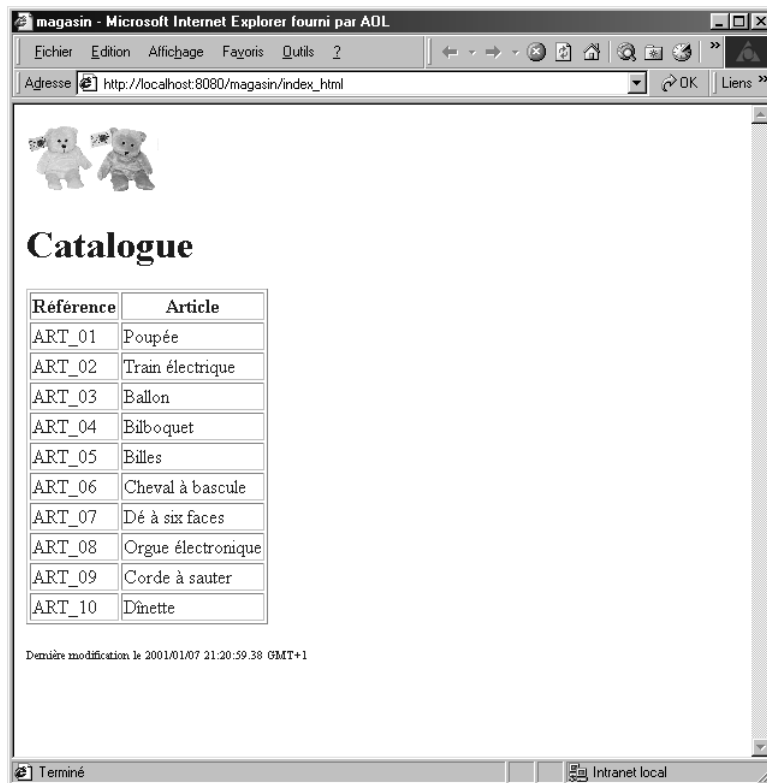 magasin - Microsoft Internet Explorer fourni par AOL
Fichier Edition Affichage Favoris Outils ? »
Adresse http://localhost:8080/magasin/index_html OK Liens »
Catalogue
Référence Article
ART_01 Poupée
ART_02 Train électrique
ART_03 Ballon
ART_04 Bilboquet
ART_05 Billes
ART_06 Cheval à bascule
ART_07 Dé à six faces
ART_08 Orgue électronique
ART_09 Corde à sauter
ART_10 Dînette
Dernière modification le 2001/01/07 21:20:59.38 GMT+1
Terminé Intranet local